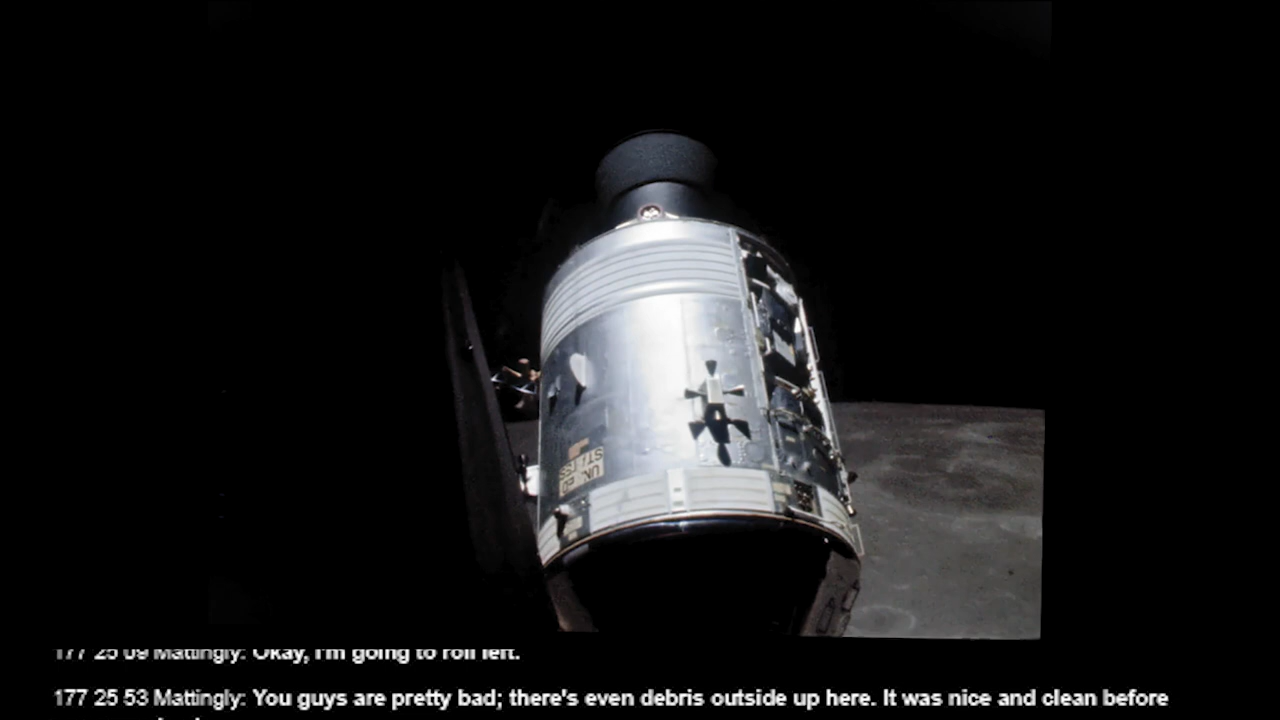 177 25 09 Mattingly: Okay, I'm going to roll left.
177 25 53 Mattingly: You guys are pretty bad; there's even debris outside up here. It was nice and clean before